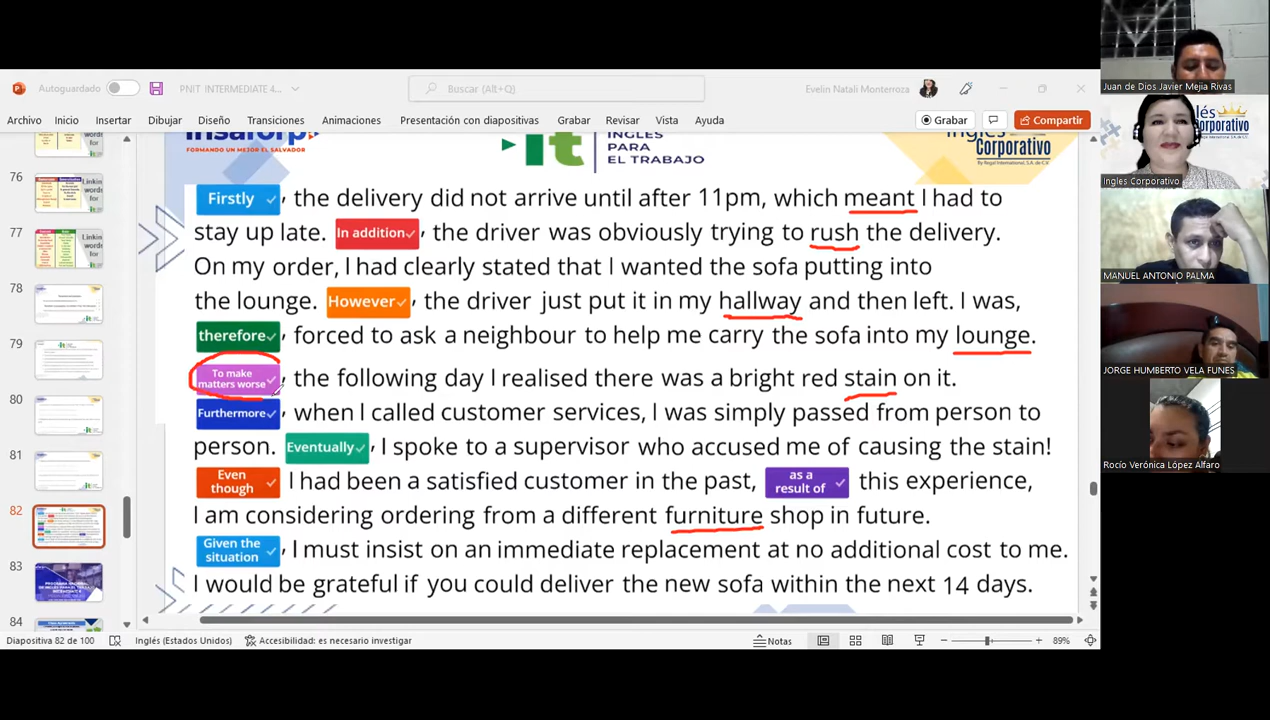 Autoguardado
PNIT INTERMEDIATE 4...
Buscar (Alt+Q)
Evelin Natali Monterroza
Archivo Inicio Insertar Dibujar Diseño Transiciones Animaciones Presentación con diapositivas Grabar Revisar Vista Ayuda
Grabar
Compartir
FORMANDO UN MEJOR EL SALVADOR
it
INGLÉS
PARA
EL TRABAJO
Corporativo
Firstly, the delivery did not arrive until after 11pm, which meant I had to
stay up late. In addition, the driver was obviously trying to rush the delivery.
On my order, I had clearly stated that I wanted the sofa putting into
the lounge. However, the driver just put it in my hallway and then left. I was,
therefore, forced to ask a neighbour to help me carry the sofa into my lounge.
To make matters worse, the following day I realised there was a bright red stain on it.
Furthermore, when I called customer services, I was simply passed from person to
person. Eventually, I spoke to a supervisor who accused me of causing the stain!
Even though I had been a satisfied customer in the past, as a result of this experience,
I am considering ordering from a different furniture shop in future.
Given the situation, I must insist on an immediate replacement at no additional cost to me.
I would be grateful if you could deliver the new sofa within the next 14 days.
76
77
78
79
80
81
82
83
84
Linking
words
for
Linking
words
for
Diapositiva 82 de 100
Inglés (Estados Unidos)
Accesibilidad: es necesario investigar
Notas
89%
Juan de Dios Javier Mejia Rivas
Corporativo
Ingles Corporativo
MANUEL ANTONIO PALMA
JORGE HUMBERTO VELA FUNES
Rocío Verónica López Alfaro